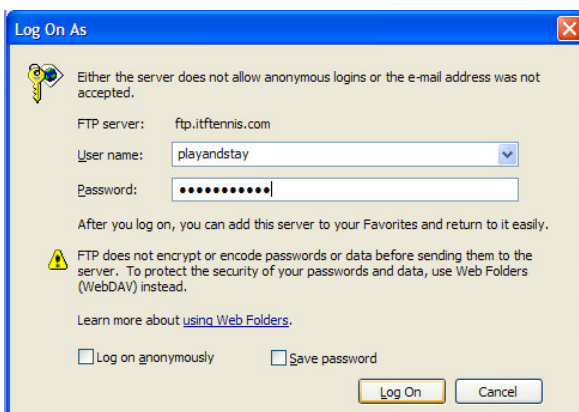 Log On As
Either the server does not allow anonymous logins or the e-mail address was not
accepted.
FTP server: ftp.itftennis.com
User name: playandstay
Password: ●●●●●●●●●●●
After you log on, you can add this server to your Favorites and return to it easily.
FTP does not encrypt or encode passwords or data before sending them to the
server. To protect the security of your passwords and data, use Web Folders
(WebDAV) instead.
Learn more about using Web Folders.
Log on anonymously Save password
Log On Cancel